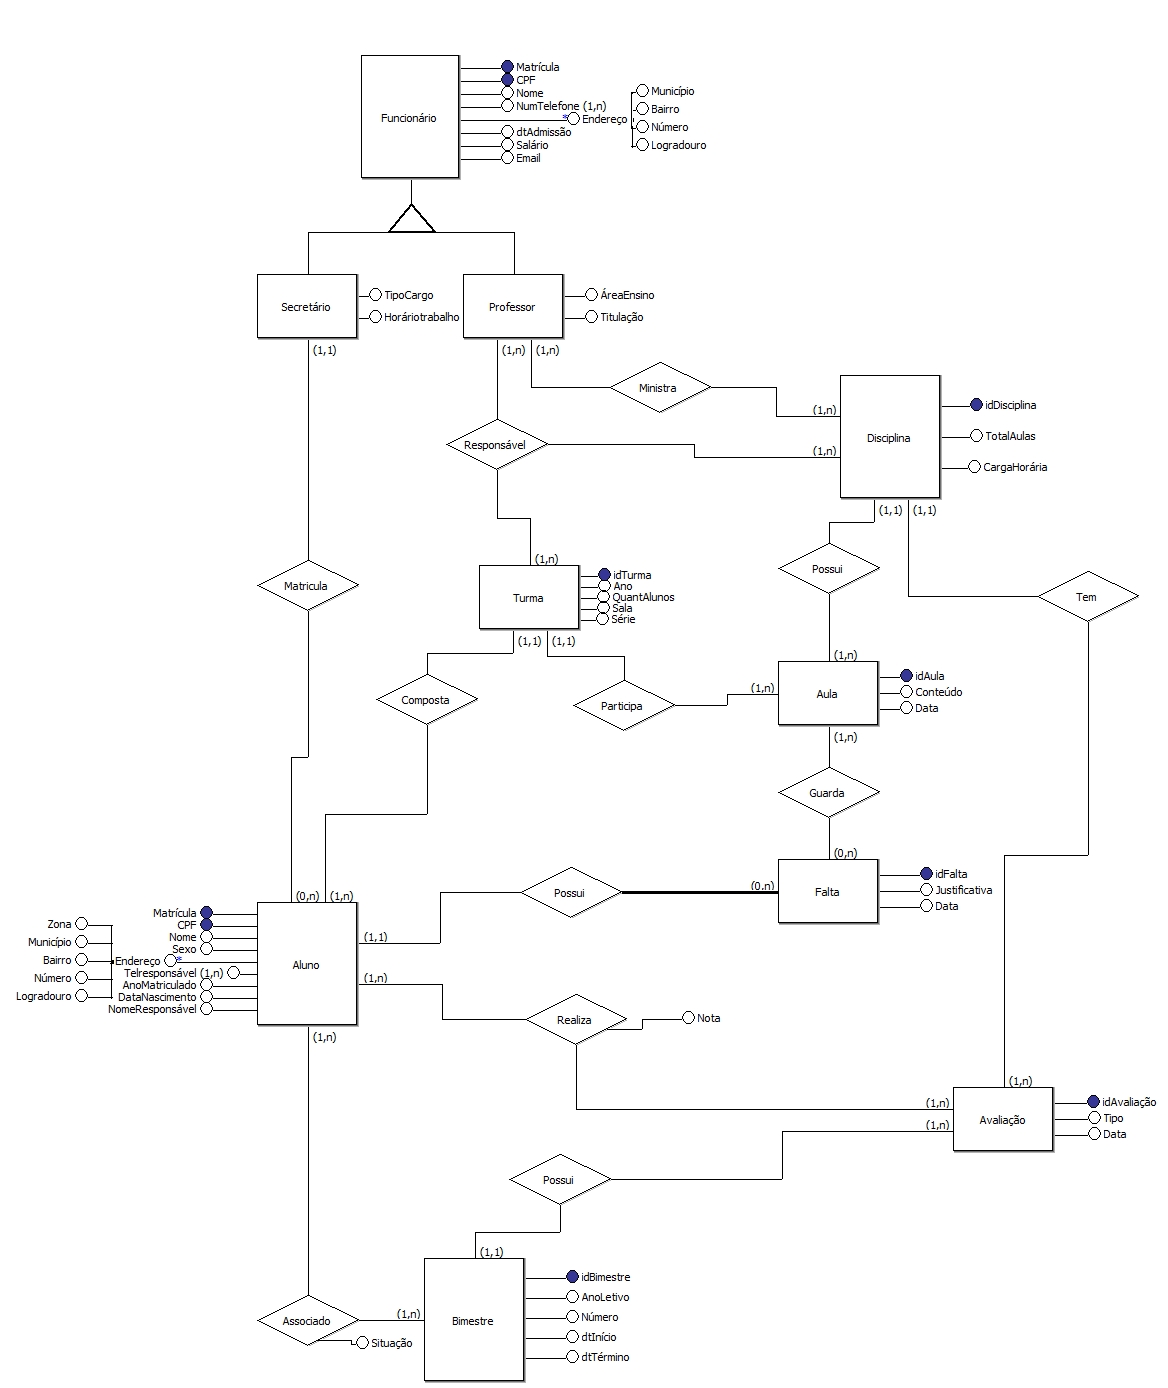 Funcionário
Matrícula
CPF
Nome
NumTelefone (1,n)
* Endereço
Município
Bairro
Número
Logradouro
dtAdmissão
Salário
Email
Secretário
TipoCargo
Horáriotrabalho
Professor
ÁreaEnsino
Titulação
(1,1)
(1,n)
(1,n)
Ministra
(1,n)
Responsável
(1,n)
Disciplina
idDisciplina
TotalAulas
CargaHorária
(1,1)
(1,1)
Possui
Tem
Matricula
(1,n)
Turma
idTurma
Ano
QuantAlunos
Sala
Série
(1,1)
(1,1)
Composta
Participa
(1,n)
(1,n)
Aula
idAula
Conteúdo
Data
(1,n)
Guarda
(0,n)
Falta
idFalta
Justificativa
Data
Possui
(0,n)
(0,n)
(1,n)
Aluno
Matrícula
CPF
Nome
Sexo
Endereço *
Zona
Município
Bairro
Número
Logradouro
Telresponsável (1,n)
AnoMatriculado
DataNascimento
NomeResponsável
(1,1)
(1,n)
(1,n)
Realiza
Nota
(1,n)
(1,n)
(1,n)
Avaliação
idAvaliação
Tipo
Data
Possui
(1,1)
Bimestre
idBimestre
AnoLetivo
Número
dtInício
dtTérmino
Associado
(1,n)
Situação